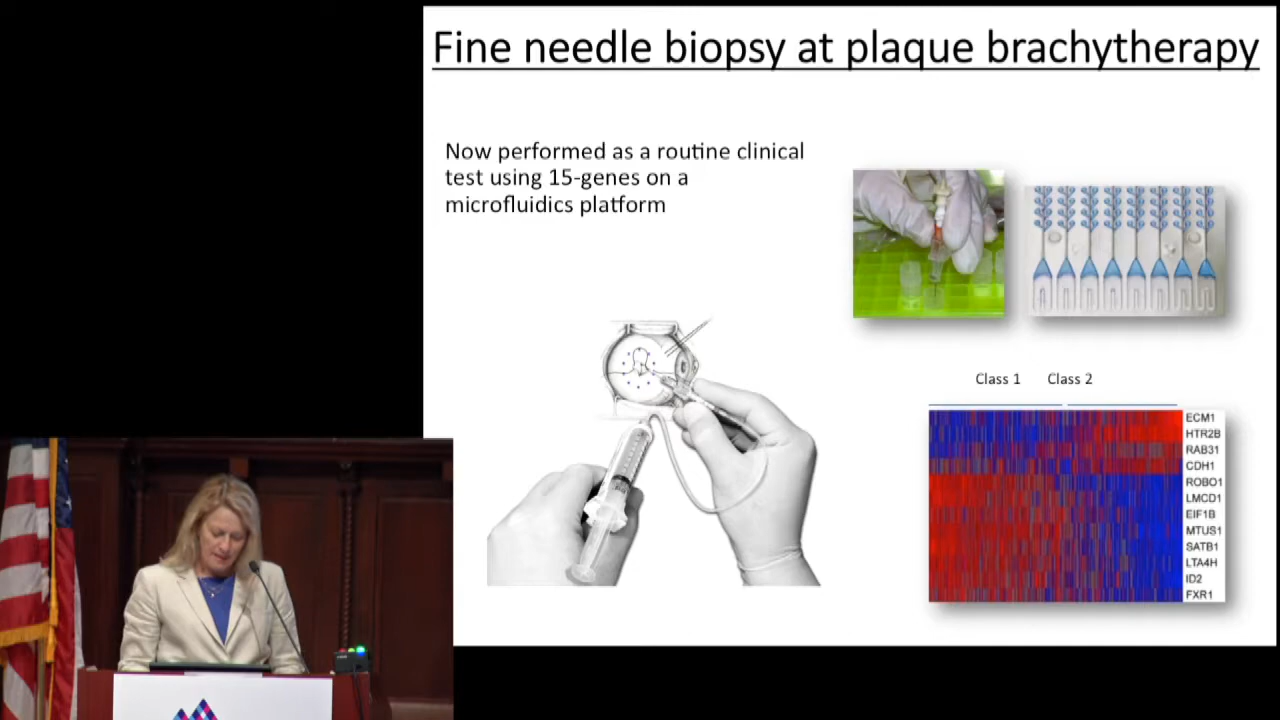 Fine needle biopsy at plaque brachytherapy
Now performed as a routine clinical
test using 15-genes on a
microfluidics platform
Class 1 Class 2
ECM1
HTR2B
RAB31
CDH1
ROBO1
LMCD1
EIF1B
MTUS1
SATB1
LTA4H
ID2
FXR1